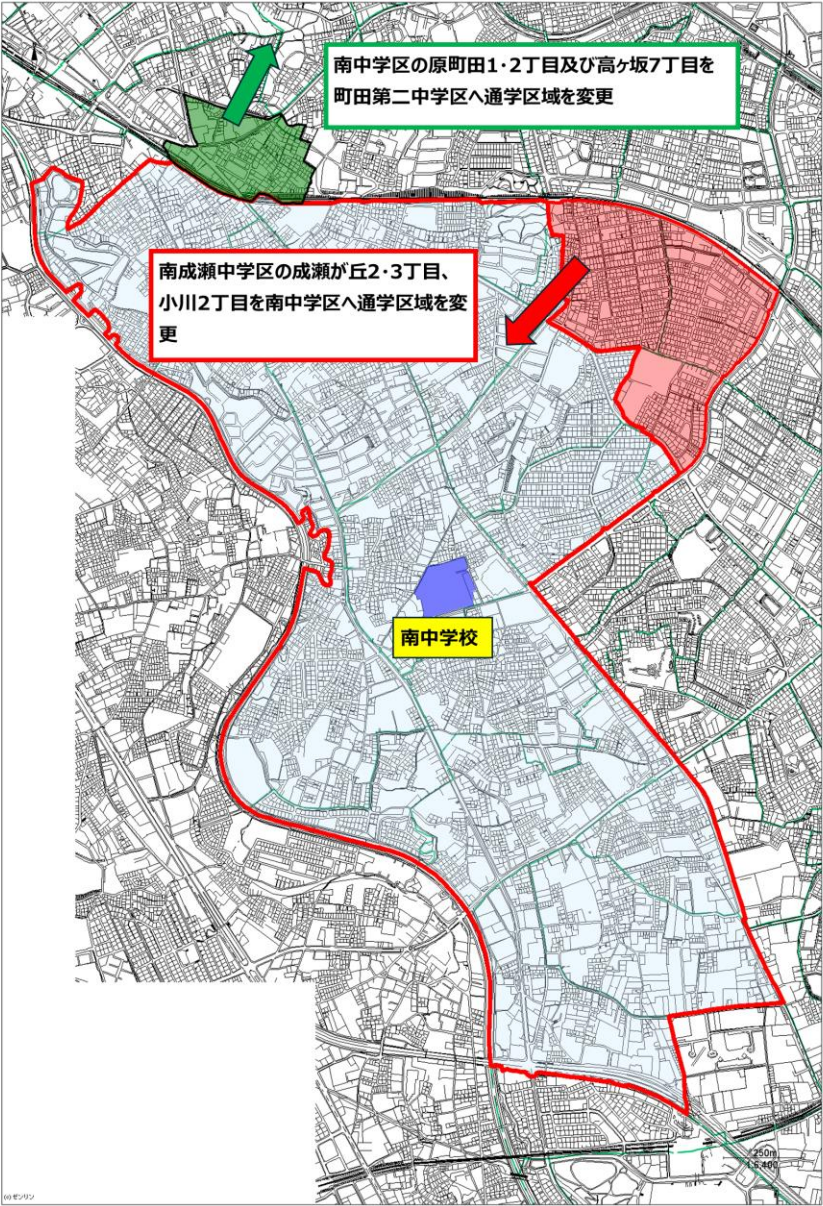 南中学区の原町田1・2丁目及び高ヶ坂7丁目を
町田第二中学区へ通学区域を変更
南成瀬中学区の成瀬が丘2・3丁目、
小川2丁目を南中学区へ通学区域を変
更
南中学校
250m
1:6,400
(c) ゼンリン